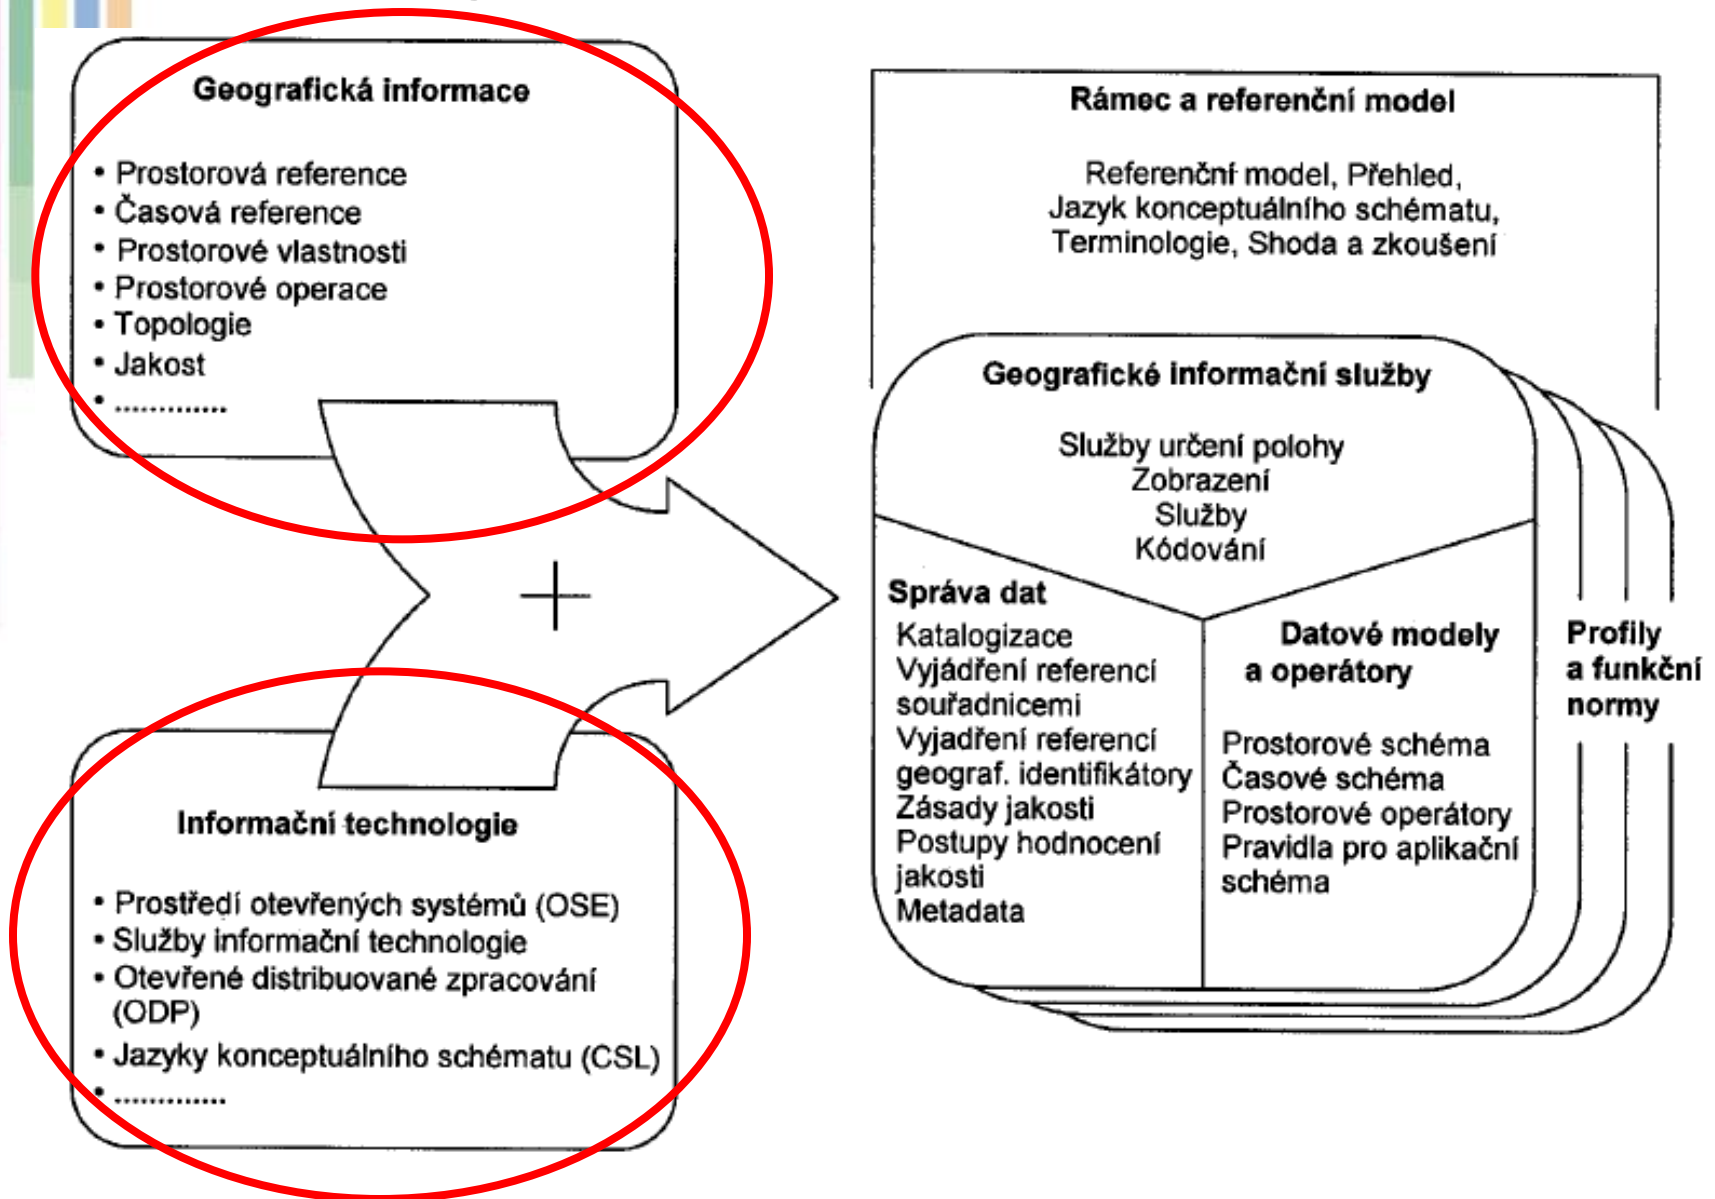 Geografická informace
• Prostorová reference
• Časová reference
• Prostorové vlastnosti
• Prostorové operace
• Topologie
• Jakost
• .............
Informační technologie
• Prostředí otevřených systémů (OSE)
• Služby informační technologie
• Otevřené distribuované zpracování
(ODP)
• Jazyky konceptuálního schématu (CSL)
• .............
Rámec a referenční model
Referenční model, Přehled,
Jazyk konceptuálního schématu,
Terminologie, Shoda a zkoušení
Geografické informační služby
Služby určení polohy
Zobrazení
Služby
Kódování
Správa dat
Katalogizace
Vyjádření referencí
souřadnicemi
Vyjadření referencí
geograf. identifikátory
Zásady jakosti
Postupy hodnocení
jakosti
Metadata
Datové modely
a operátory
Prostorové schéma
Časové schéma
Prostorové operátory
Pravidla pro aplikační
schéma
Profily
a funkční
normy